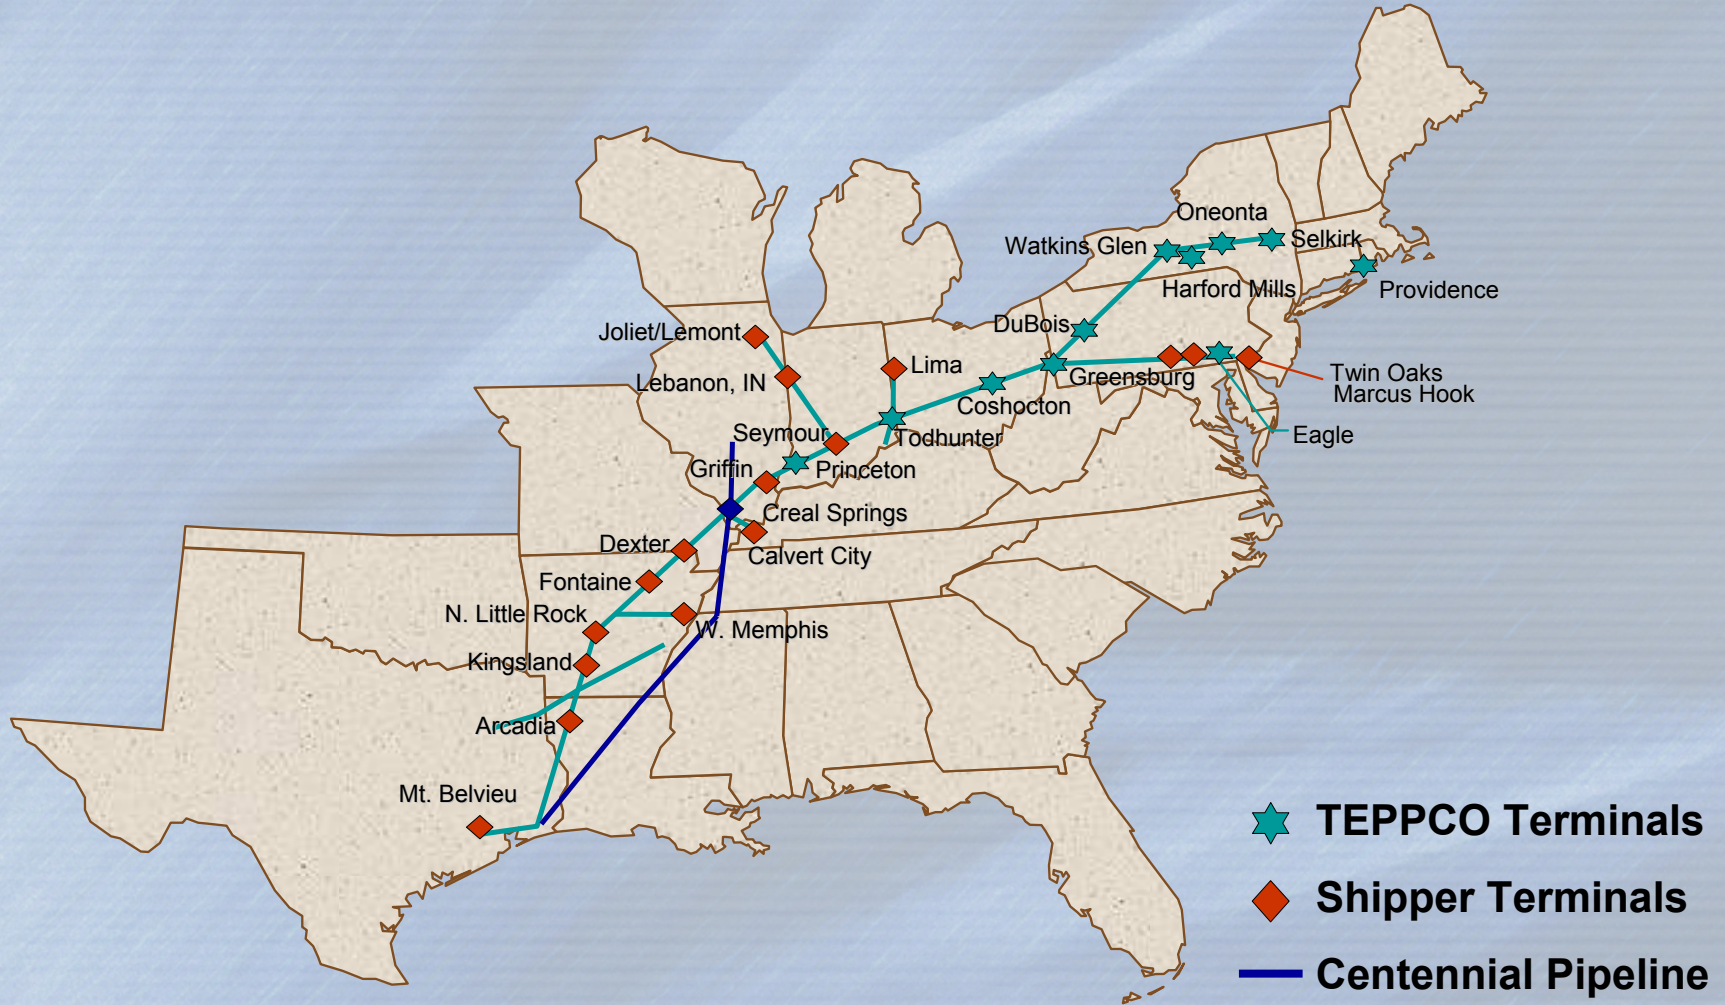 Oneonta
Watkins Glen
Selkirk
Harford Mills
Providence
DuBois
Joliet/Lemont
Lima
Greensburg
Twin Oaks
Marcus Hook
Lebanon, IN
Coshocton
Seymour
Todhunter
Eagle
Griffin
Princeton
Creal Springs
Dexter
Calvert City
Fontaine
N. Little Rock
W. Memphis
Kingsland
Arcadia
Mt. Belvieu
TEPPCO Terminals
Shipper Terminals
Centennial Pipeline